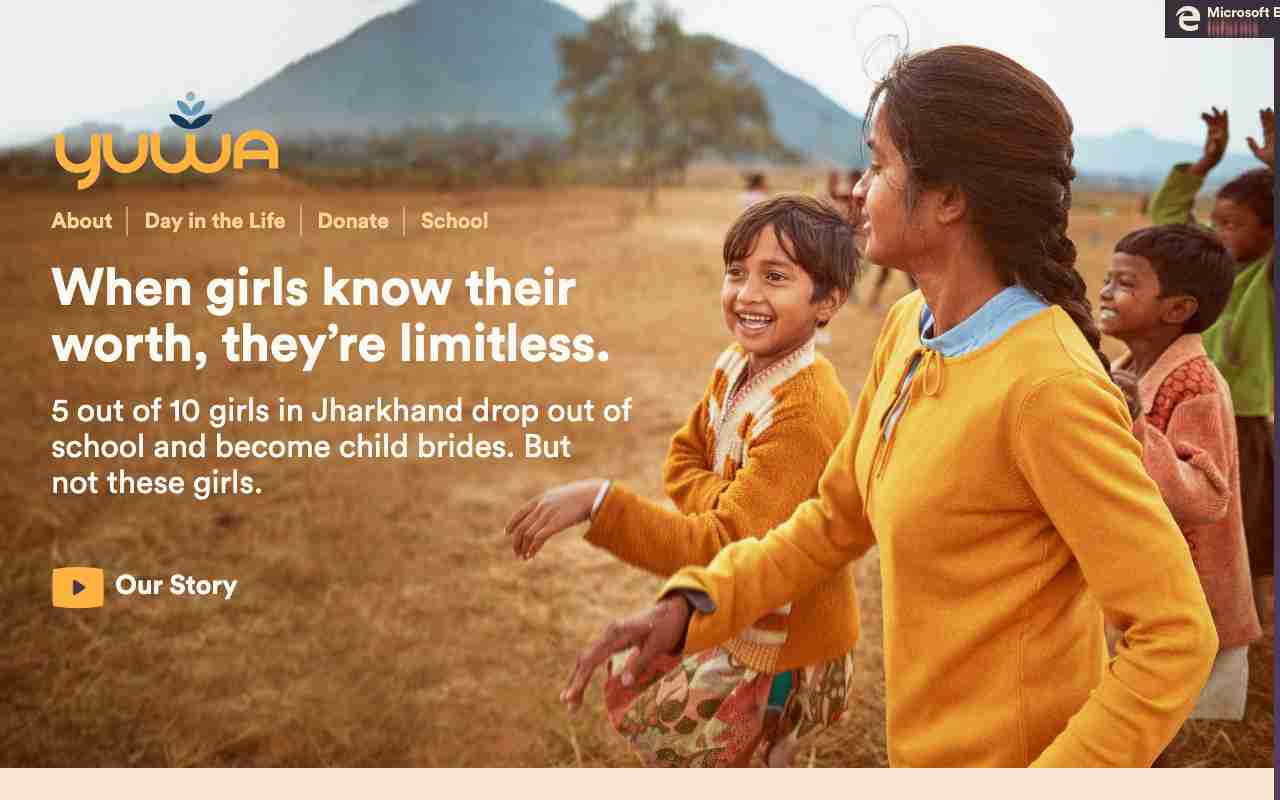 Microsoft E
yuwa
About
Day in the Life
Donate
School
When girls know their
worth, they’re limitless.
5 out of 10 girls in Jharkhand drop out of
school and become child brides. But
not these girls.
Our Story